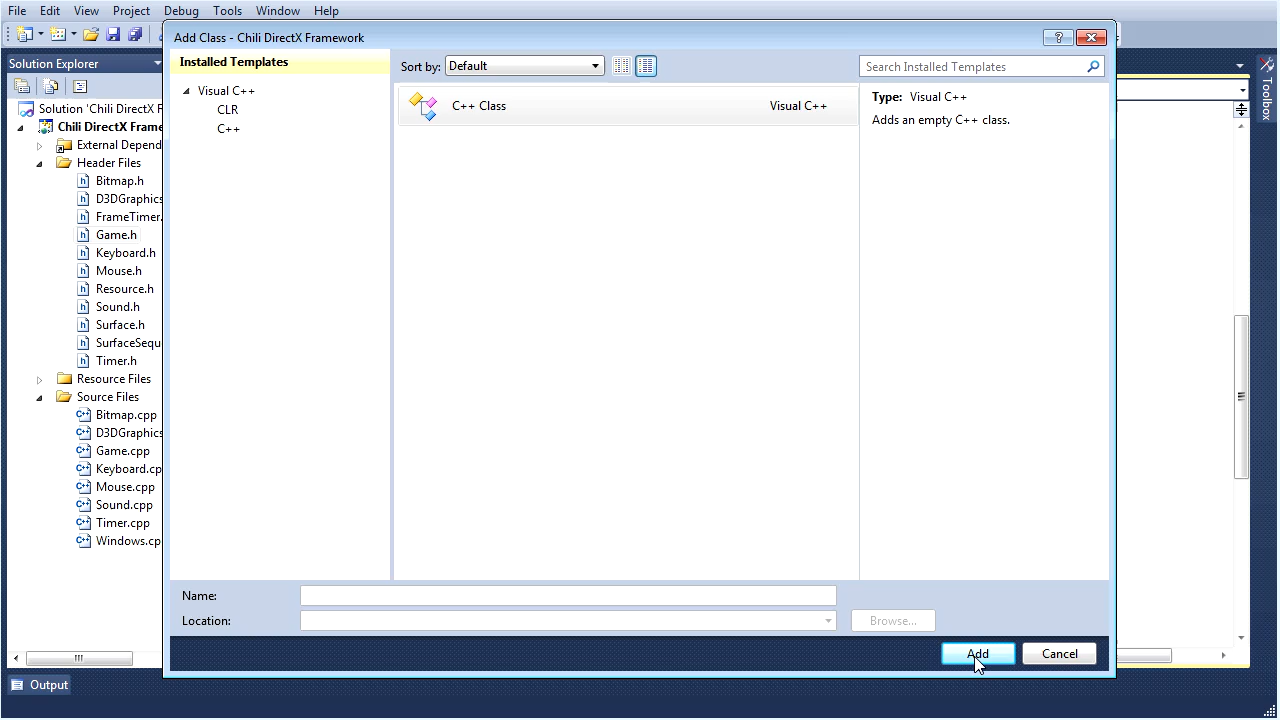 File Edit View Project Debug Tools Window Help
Add Class - Chili DirectX Framework
Solution Explorer
Installed Templates
Sort by: Default
Search Installed Templates
Visual C++
CLR
C++
C++ Class Visual C++
Type: Visual C++
Adds an empty C++ class.
Toolbox
Solution 'Chili DirectX F
Chili DirectX Frame
External Depend
Header Files
Bitmap.h
D3DGraphics
FrameTimer.
Game.h
Keyboard.h
Mouse.h
Resource.h
Sound.h
Surface.h
SurfaceSequ
Timer.h
Resource Files
Source Files
Bitmap.cpp
D3DGraphics
Game.cpp
Keyboard.cp
Mouse.cpp
Sound.cpp
Timer.cpp
Windows.cp
Name:
Location:
Browse...
Add Cancel
Output